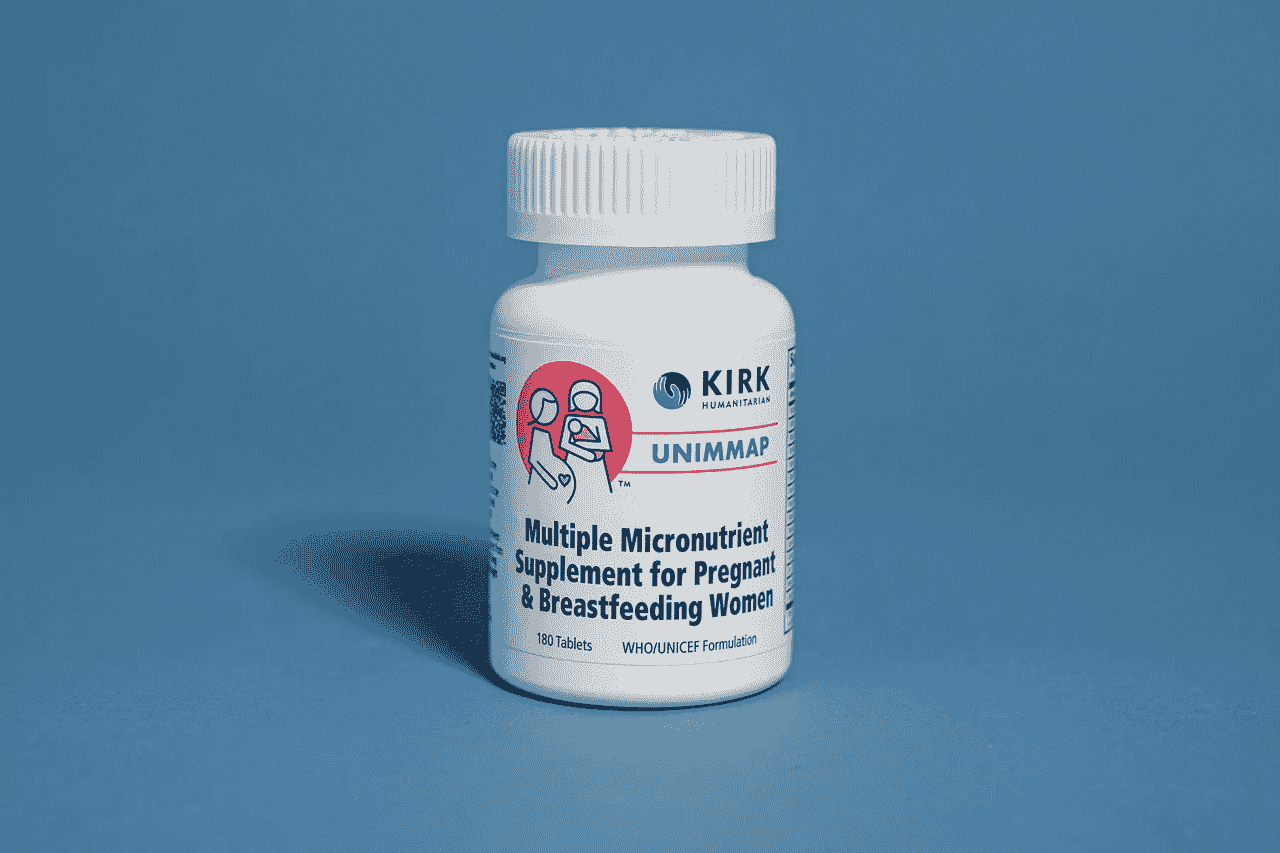 KIRK
HUMANITARIAN
UNIMMAP
TM
Multiple Micronutrient
Supplement for Pregnant
& Breastfeeding Women
180 Tablets WHO/UNICEF Formulation